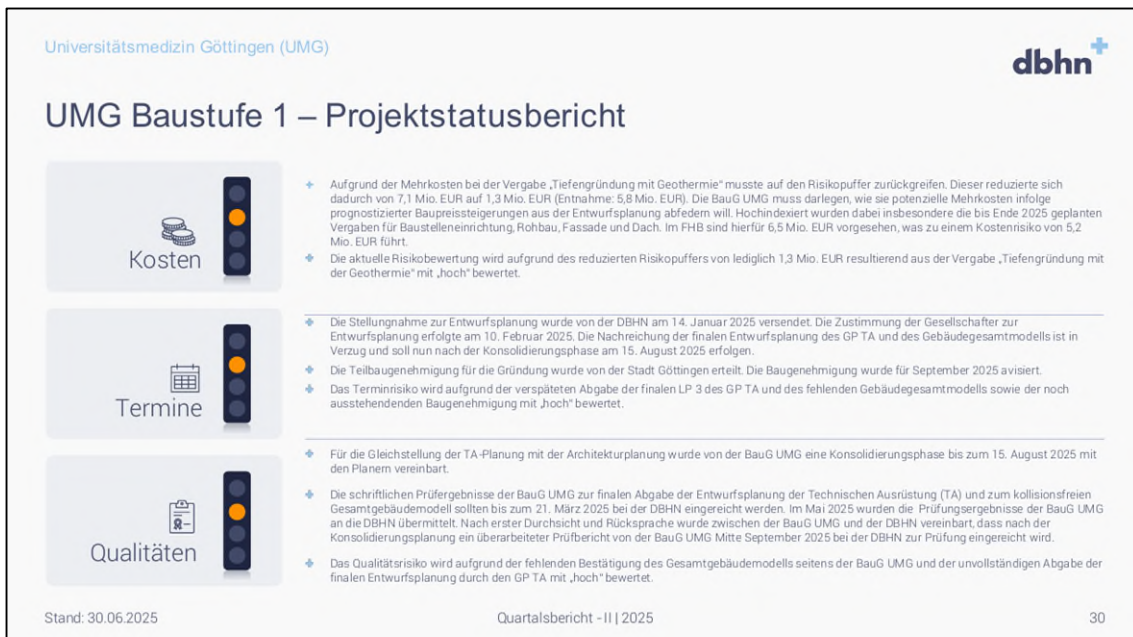 Universitätsmedizin Göttingen (UMG)
dbhn
UMG Baustufe 1 – Projektstatusbericht
Kosten
Aufgrund der Mehrkosten bei der Vergabe „Tiefengründung mit Geothermie“ musste auf den Risikopuffer zurückgreifen. Dieser reduzierte sich
dadurch von 7,1 Mio. EUR auf 1,3 Mio. EUR (Entnahme: 5,8 Mio. EUR). Die BauG UMG muss darlegen, wie sie potenzielle Mehrkosten infolge
prognostizierter Baupreissteigerungen aus der Entwurfsplanung abfedern will. Hochindexiert wurden dabei insbesondere die bis Ende 2025 geplanten
Vergaben für Baustelleneinrichtung, Rohbau, Fassade und Dach. Im FHB sind hierfür 6,5 Mio. EUR vorgesehen, was zu einem Kostenrisiko von 5,2
Mio. EUR führt.
Die aktuelle Risikobewertung wird aufgrund des reduzierten Risikopuffers von lediglich 1,3 Mio. EUR resultierend aus der Vergabe „Tiefengründung mit
der Geothermie“ mit „hoch“ bewertet.
Termine
Die Stellungnahme zur Entwurfsplanung wurde von der DBHN am 14. Januar 2025 versendet. Die Zustimmung der Gesellschafter zur
Entwurfsplanung erfolgte am 10. Februar 2025. Die Nachreichung der finalen Entwurfsplanung des GP TA und des Gebäudegesamtmodells ist in
Verzug und soll nun nach der Konsolidierungsphase am 15. August 2025 erfolgen.
Die Teilbaugenehmigung für die Gründung wurde von der Stadt Göttingen erteilt. Die Baugenehmigung wurde für September 2025 avisiert.
Das Terminrisiko wird aufgrund der verspäteten Abgabe der finalen LP 3 des GP TA und des fehlenden Gebäudegesamtmodells sowie der noch
ausstehenden Baugenehmigung mit „hoch“ bewertet.
Qualitäten
Für die Gleichstellung der TA-Planung mit der Architekturplanung wurde von der BauG UMG eine Konsolidierungsphase bis zum 15. August 2025 mit
den Planern vereinbart.
Die schriftlichen Prüfergebnisse der BauG UMG zur finalen Abgabe der Entwurfsplanung der Technischen Ausrüstung (TA) und zum kollisionsfreien
Gesamtgebäudemodell sollten bis zum 21. März 2025 bei der DBHN eingereicht werden. Im Mai 2025 wurden die Prüfungsergebnisse der BauG UMG
an die DBHN übermittelt. Nach erster Durchsicht und Rücksprache wurde zwischen der BauG UMG und der DBHN vereinbart, dass nach der
Konsolidierungsplanung ein überarbeiteter Prüfbericht von der BauG UMG Mitte September 2025 bei der DBHN zur Prüfung eingereicht wird.
Das Qualitätsrisiko wird aufgrund der fehlenden Bestätigung des Gesamtgebäudemodells seitens der BauG UMG und der unvollständigen Abgabe der
finalen Entwurfsplanung durch den GP TA mit „hoch“ bewertet.
Stand: 30.06.2025
Quartalsbericht - II | 2025
30